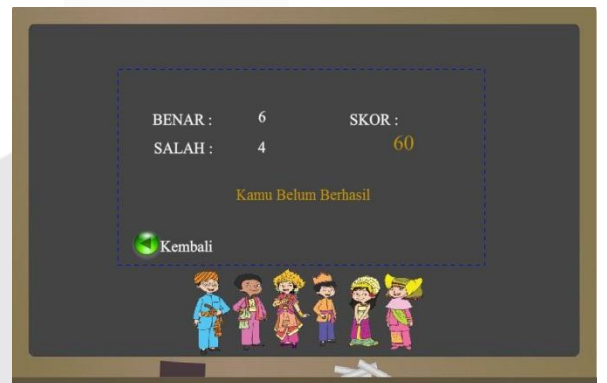 BENAR : 6 SKOR :
SALAH : 4 60
Kamu Belum Berhasil
Kembali